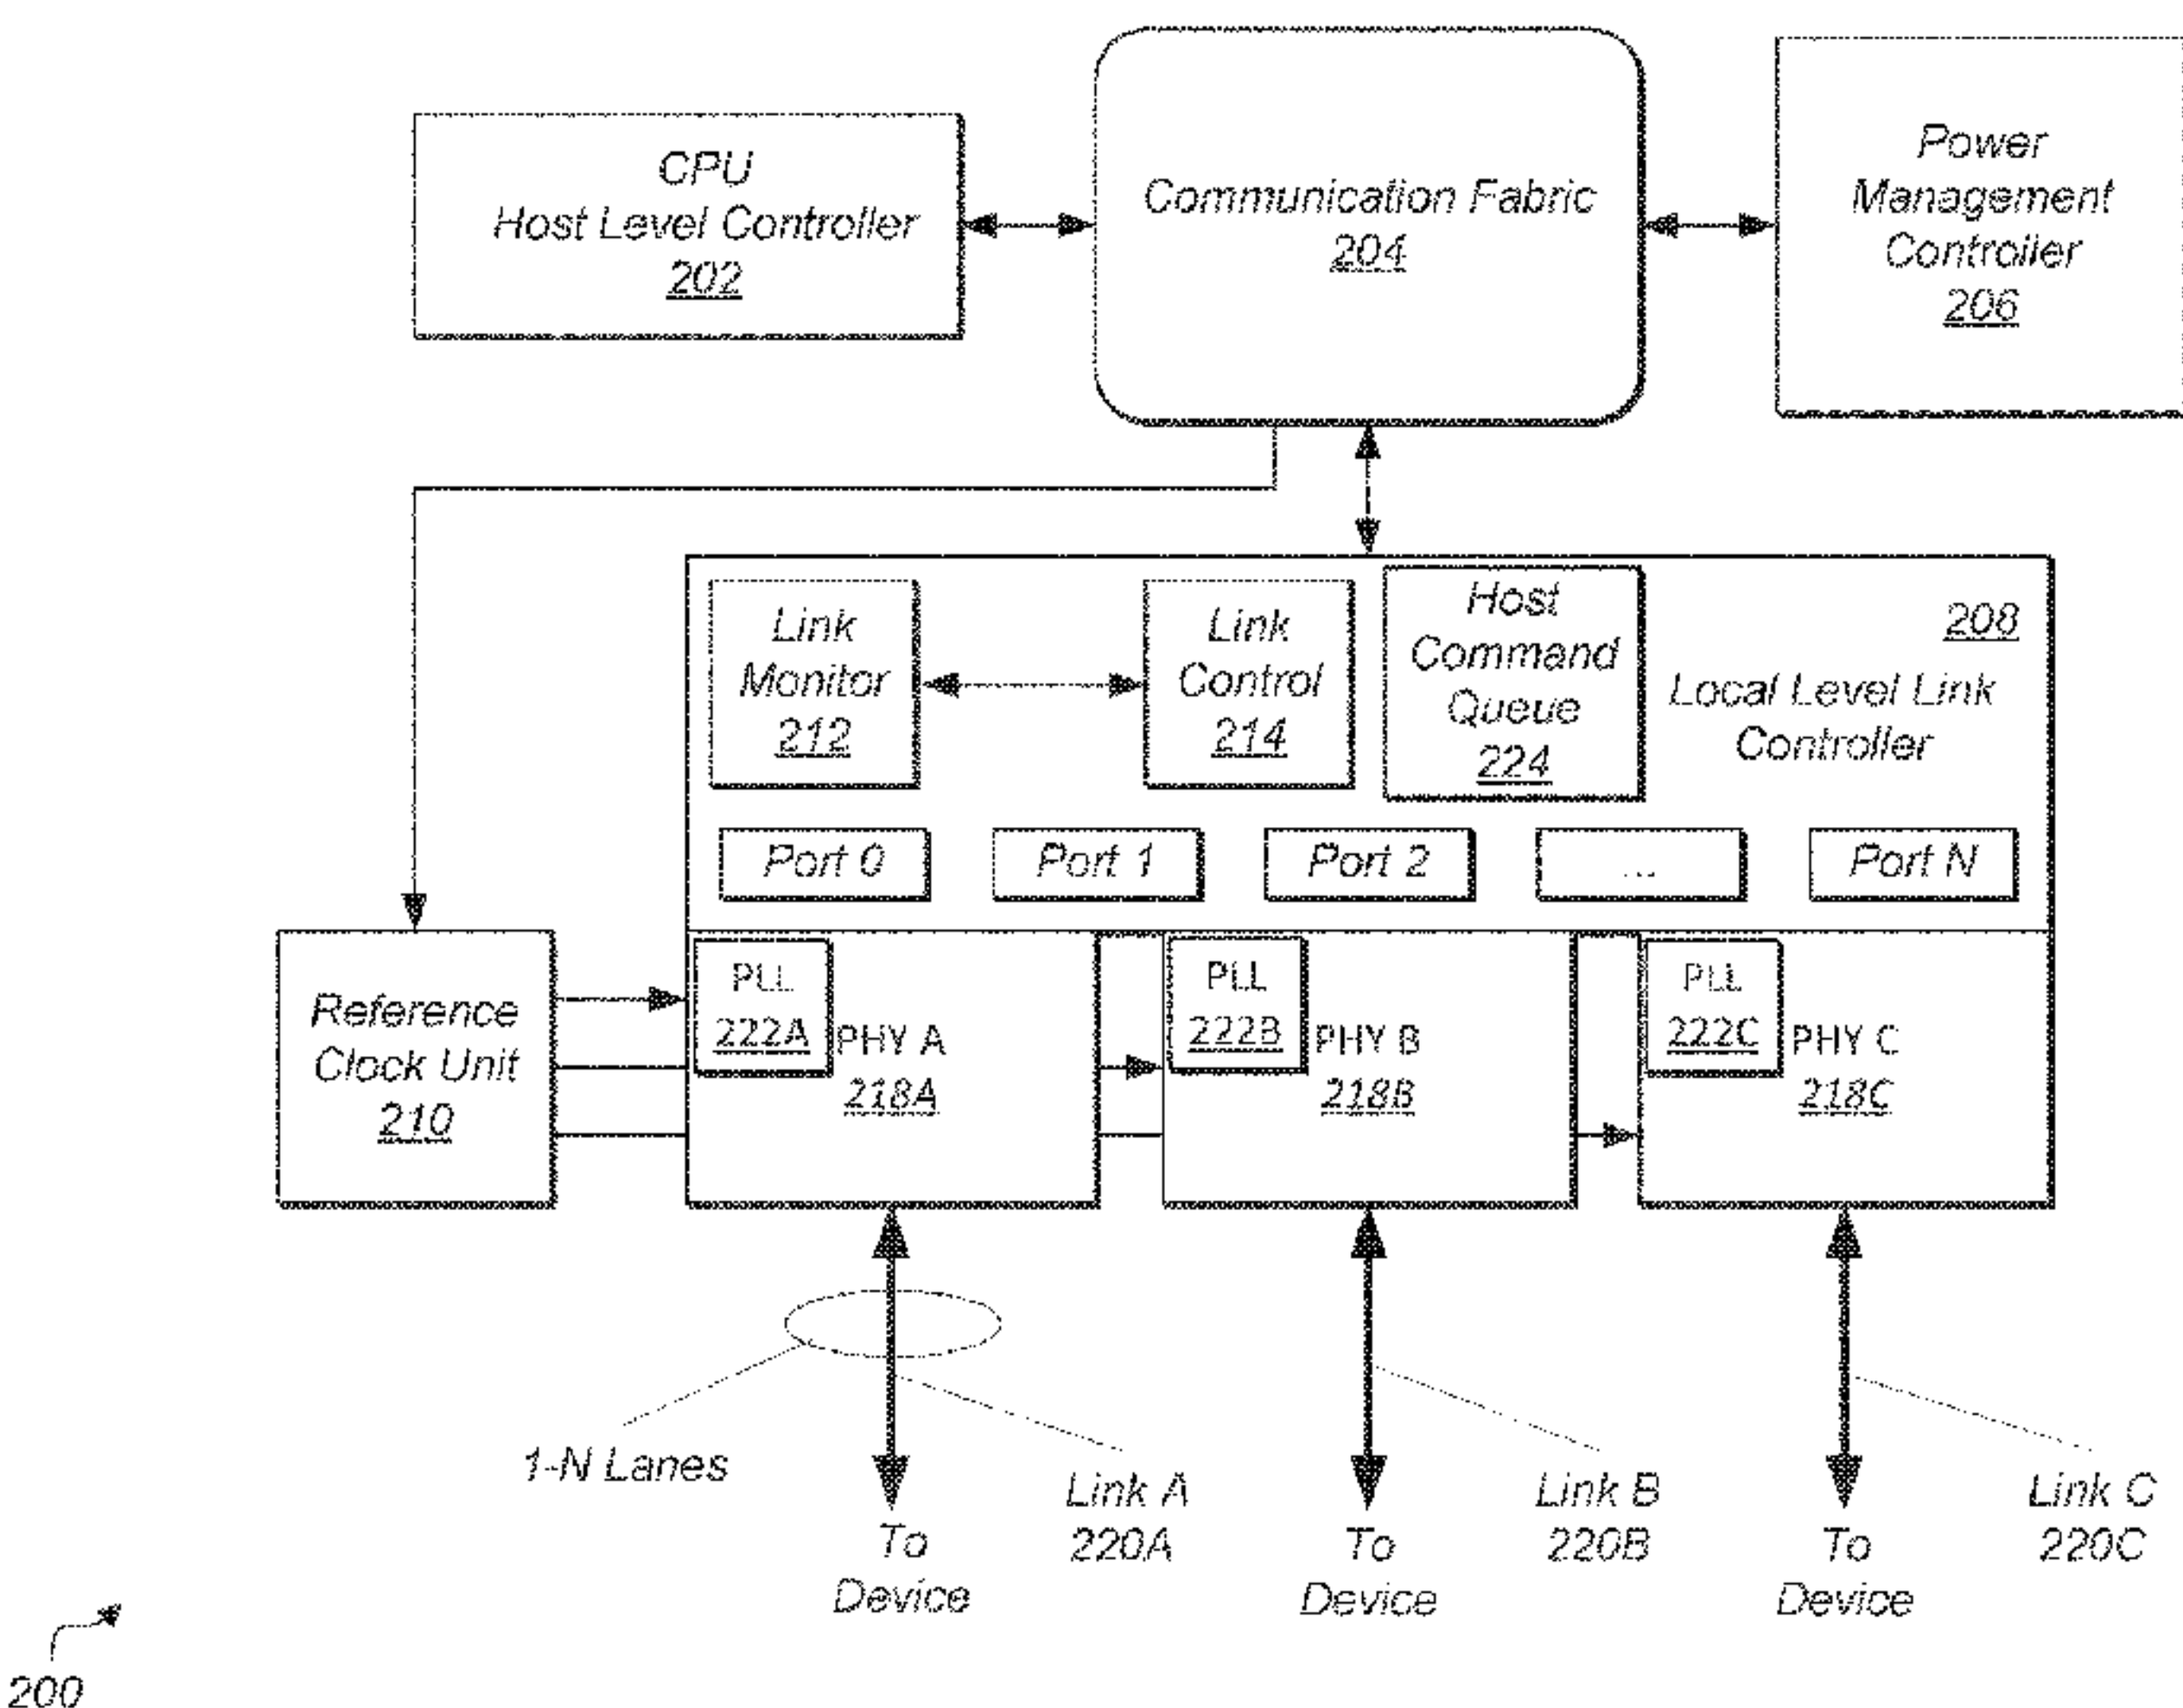 CPU
Host Level Controller
202
Communication Fabric
204
Power
Management
Controller
206
Link
Monitor
212
Link
Control
214
Host
Command
Queue
224
208
Local Level Link
Controller
Port 0
Port 1
Port 2
...
Port N
Reference
Clock Unit
210
PLL
222A
PHY A
218A
PLL
222B
PHY B
218B
PLL
222C
PHY C
218C
1-N Lanes
Link A
220A
To
Device
Link B
220B
To
Device
Link C
220C
To
Device
200